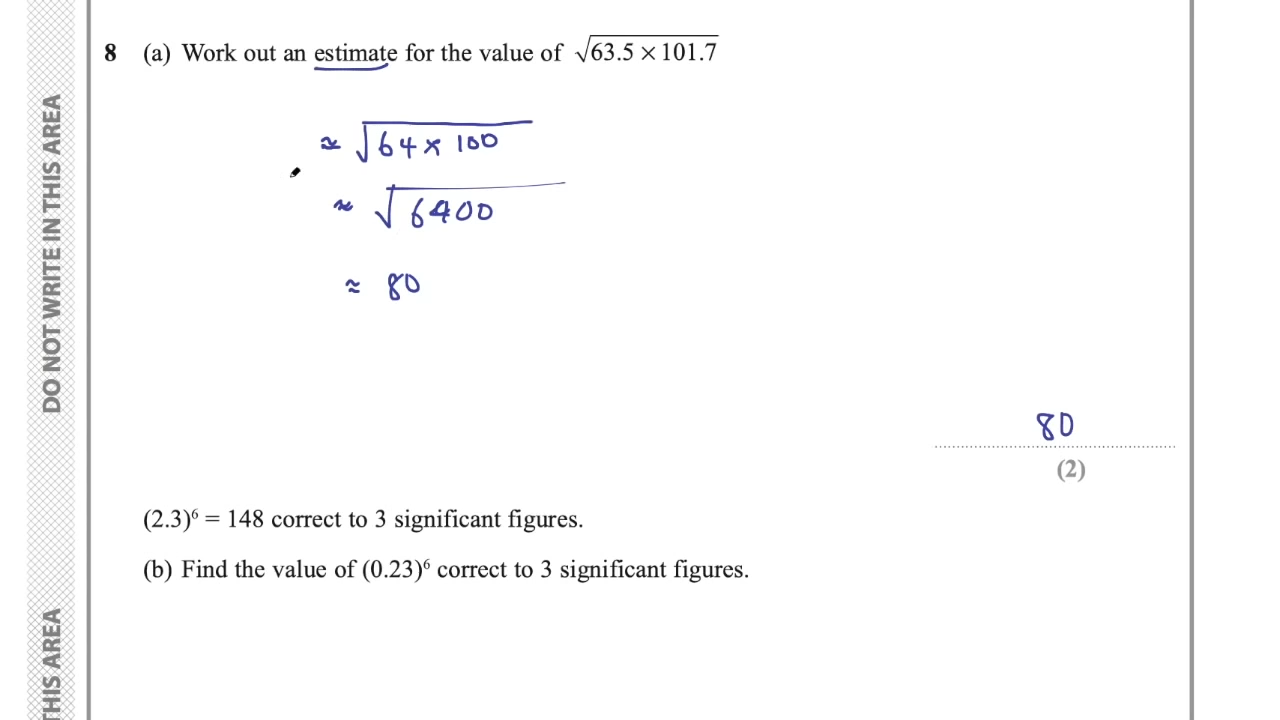 8 (a) Work out an estimate for the value of √63.5 × 101.7
≈ √64 × 100
≈ √6400
≈ 80
80
(2)
(2.3)⁶ = 148 correct to 3 significant figures.
(b) Find the value of (0.23)⁶ correct to 3 significant figures.
DO NOT WRITE IN THIS AREA
THIS AREA